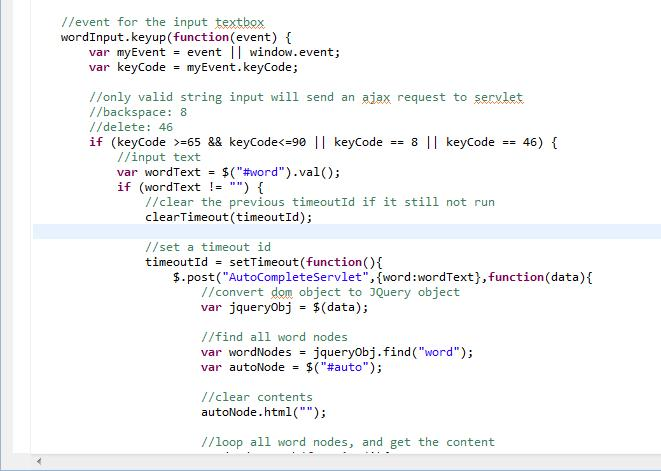 //event for the input textbox
wordInput.keyup(function(event) {
var myEvent = event || window.event;
var keyCode = myEvent.keyCode;
//only valid string input will send an ajax request to servlet
//backspace: 8
//delete: 46
if (keyCode >=65 && keyCode<=90 || keyCode == 8 || keyCode == 46) {
//input text
var wordText = $("#word").val();
if (wordText != "") {
//clear the previous timeoutId if it still not run
clearTimeout(timeoutId);
//set a timeout id
timeoutId = setTimeout(function(){
$.post("AutoCompleteServlet",{word:wordText},function(data){
//convert dom object to JQuery object
var jqueryObj = $(data);
//find all word nodes
var wordNodes = jqueryObj.find("word");
var autoNode = $("#auto");
//clear contents
autoNode.html("");
//loop all word nodes, and get the content